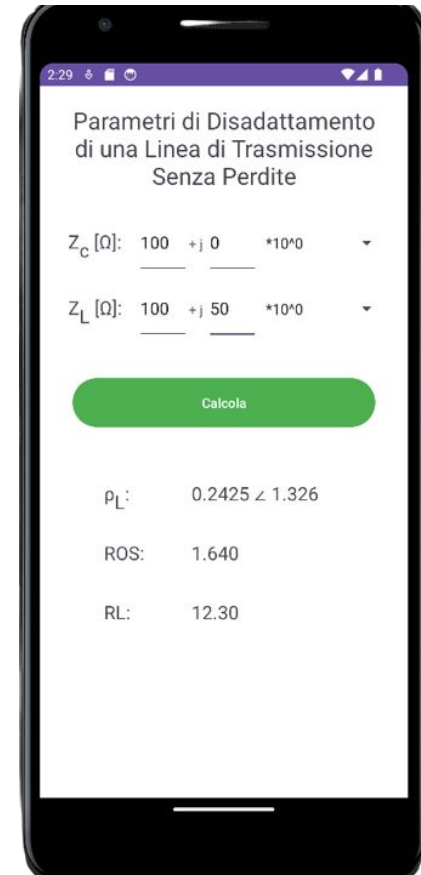 2:29
Parametri di Disadattamento
di una Linea di Trasmissione
Senza Perdite
Z_C [Ω]: 100 +j 0 *10^0
Z_L [Ω]: 100 +j 50 *10^0
Calcola
ρ_L: 0.2425 ∠ 1.326
ROS: 1.640
RL: 12.30